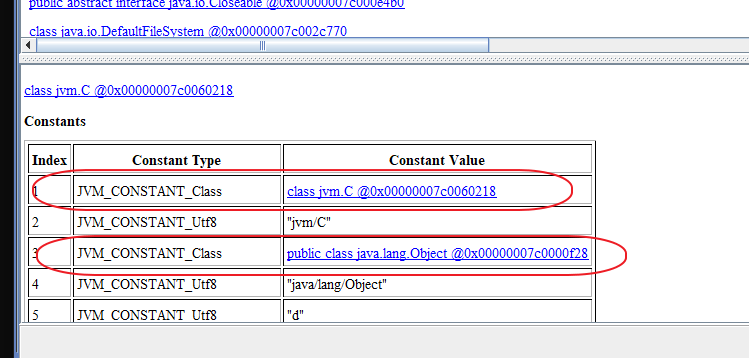 public abstract interface java.io.Closeable @0x00000007c000e4b0
class java.io.DefaultFileSystem @0x00000007c002c770
class jvm.C @0x00000007c0060218
Constants
Index Constant Type Constant Value
1 JVM_CONSTANT_Class class jvm.C @0x00000007c0060218
2 JVM_CONSTANT_Utf8 "jvm/C"
3 JVM_CONSTANT_Class public class java.lang.Object @0x00000007c0000f28
4 JVM_CONSTANT_Utf8 "java/lang/Object"
5 JVM_CONSTANT_Utf8 "d"